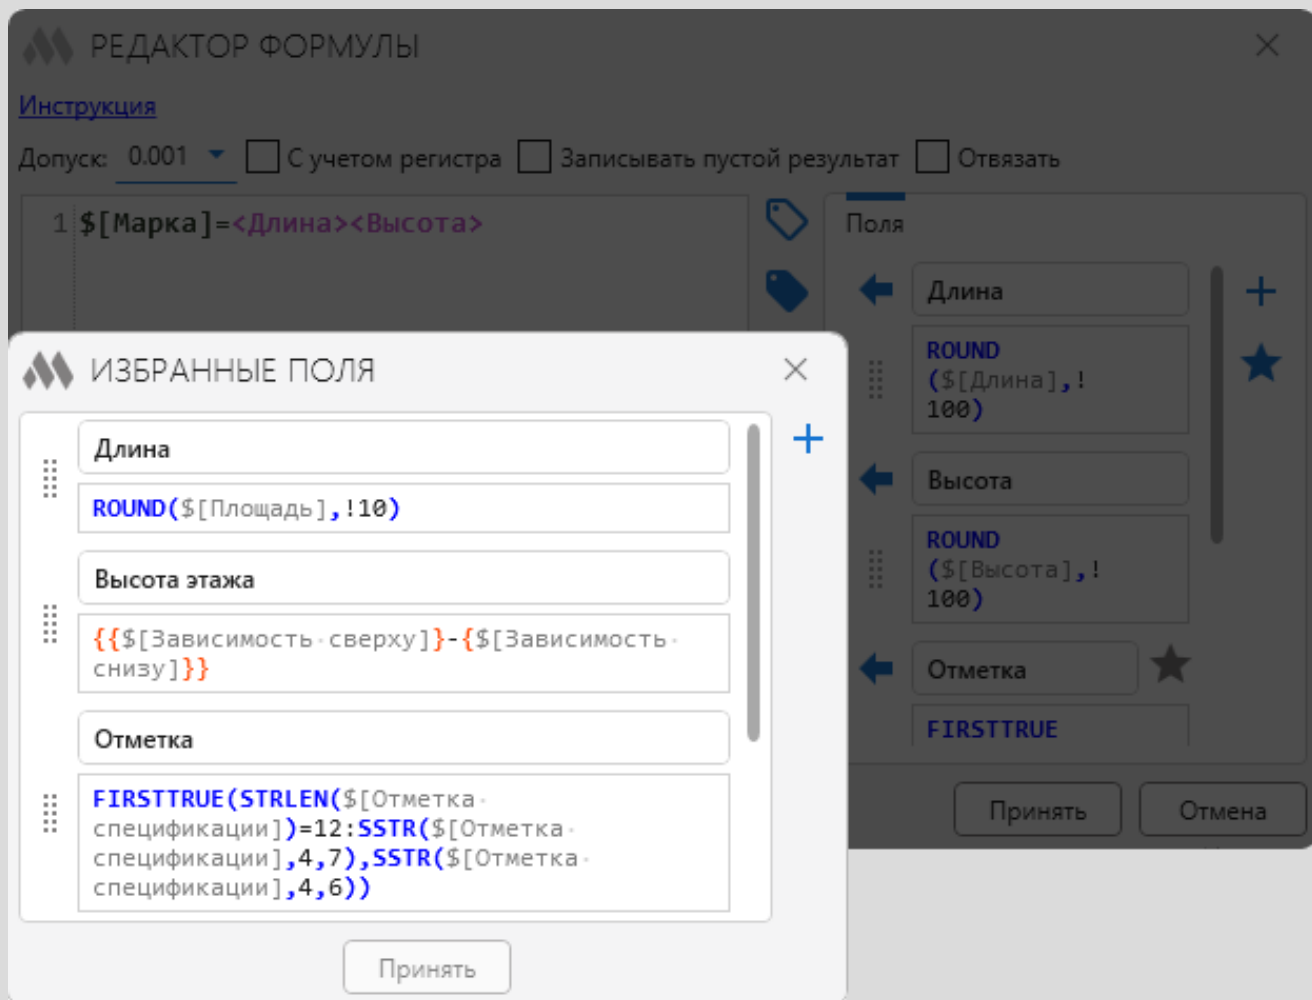 РЕДАКТОР ФОРМУЛЫ
Инструкция
Допуск: 0.001 С учетом регистра Записывать пустой результат Отвязать
1 $[Марка]=<Длина><Высота>
Поля
Длина
ROUND
($[Длина],!
100)
Высота
ROUND
($[Высота],!
100)
Отметка
FIRSTTRUE
Принять Отмена
ИЗБРАННЫЕ ПОЛЯ
Длина
ROUND($[Площадь],!10)
Высота этажа
{{$[Зависимость·сверху]}-{$[Зависимость·
снизу]}}
Отметка
FIRSTTRUE(STRLEN($[Отметка·
спецификации])=12:SSTR($[Отметка·
спецификации],4,7),SSTR($[Отметка·
спецификации],4,6))
Принять